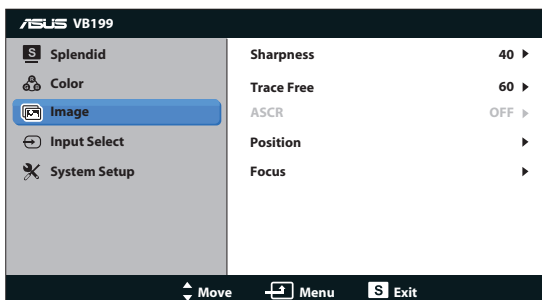 ASUS VB199
S Splendid
Color
Image
Input Select
System Setup
Sharpness 40
Trace Free 60
ASCR OFF
Position
Focus
Move Menu S Exit